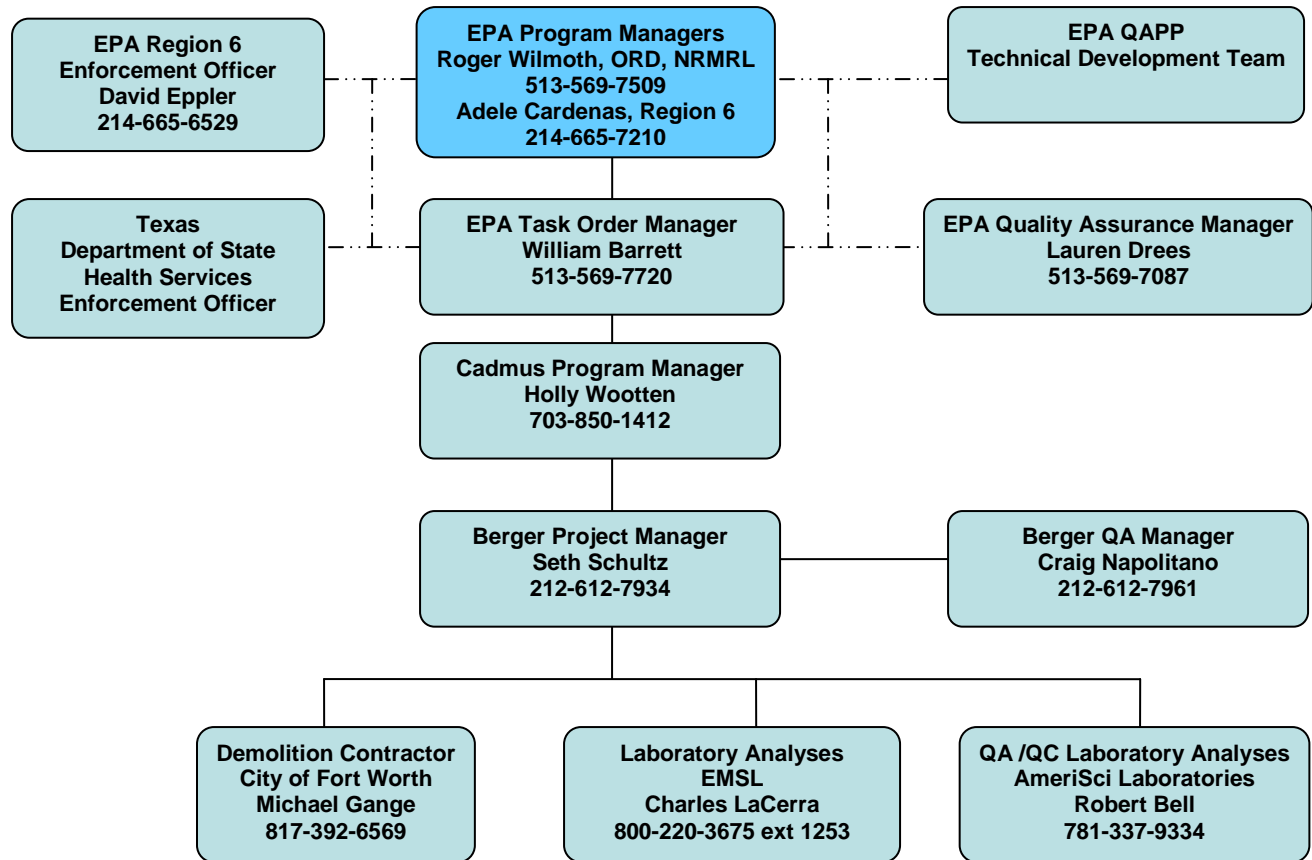 EPA Region 6
Enforcement Officer
David Eppler
214-665-6529
EPA Program Managers
Roger Wilmoth, ORD, NRMRL
513-569-7509
Adele Cardenas, Region 6
214-665-7210
EPA QAPP
Technical Development Team
Texas
Department of State
Health Services
Enforcement Officer
EPA Task Order Manager
William Barrett
513-569-7720
EPA Quality Assurance Manager
Lauren Drees
513-569-7087
Cadmus Program Manager
Holly Wootten
703-850-1412
Berger Project Manager
Seth Schultz
212-612-7934
Berger QA Manager
Craig Napolitano
212-612-7961
Demolition Contractor
City of Fort Worth
Michael Gange
817-392-6569
Laboratory Analyses
EMSL
Charles LaCerra
800-220-3675 ext 1253
QA /QC Laboratory Analyses
AmeriSci Laboratories
Robert Bell
781-337-9334